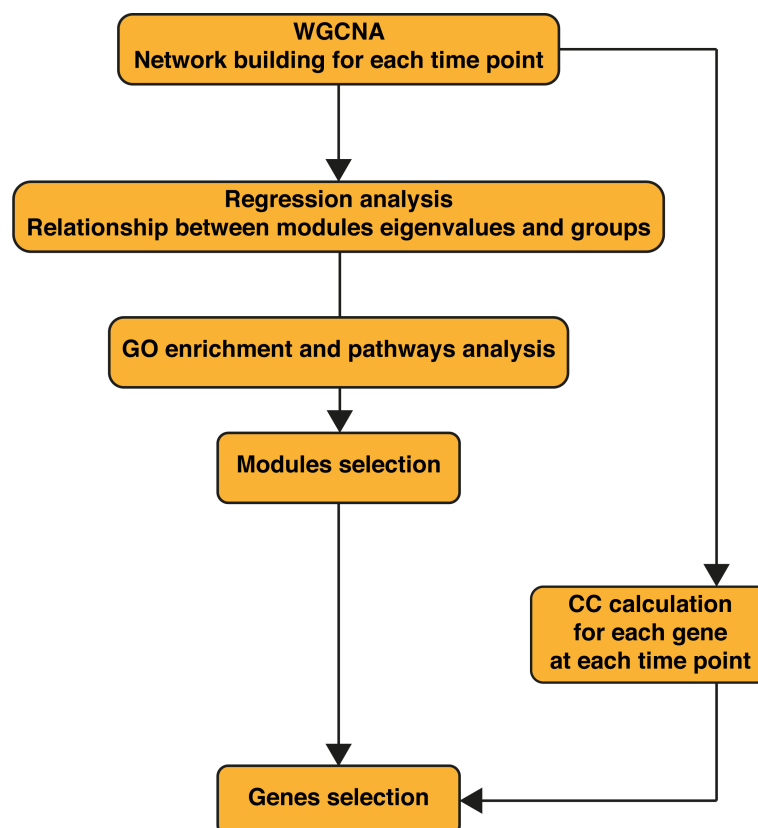 WGCNA
Network building for each time point
Regression analysis
Relationship between modules eigenvalues and groups
GO enrichment and pathways analysis
Modules selection
CC calculation
for each gene
at each time point
Genes selection